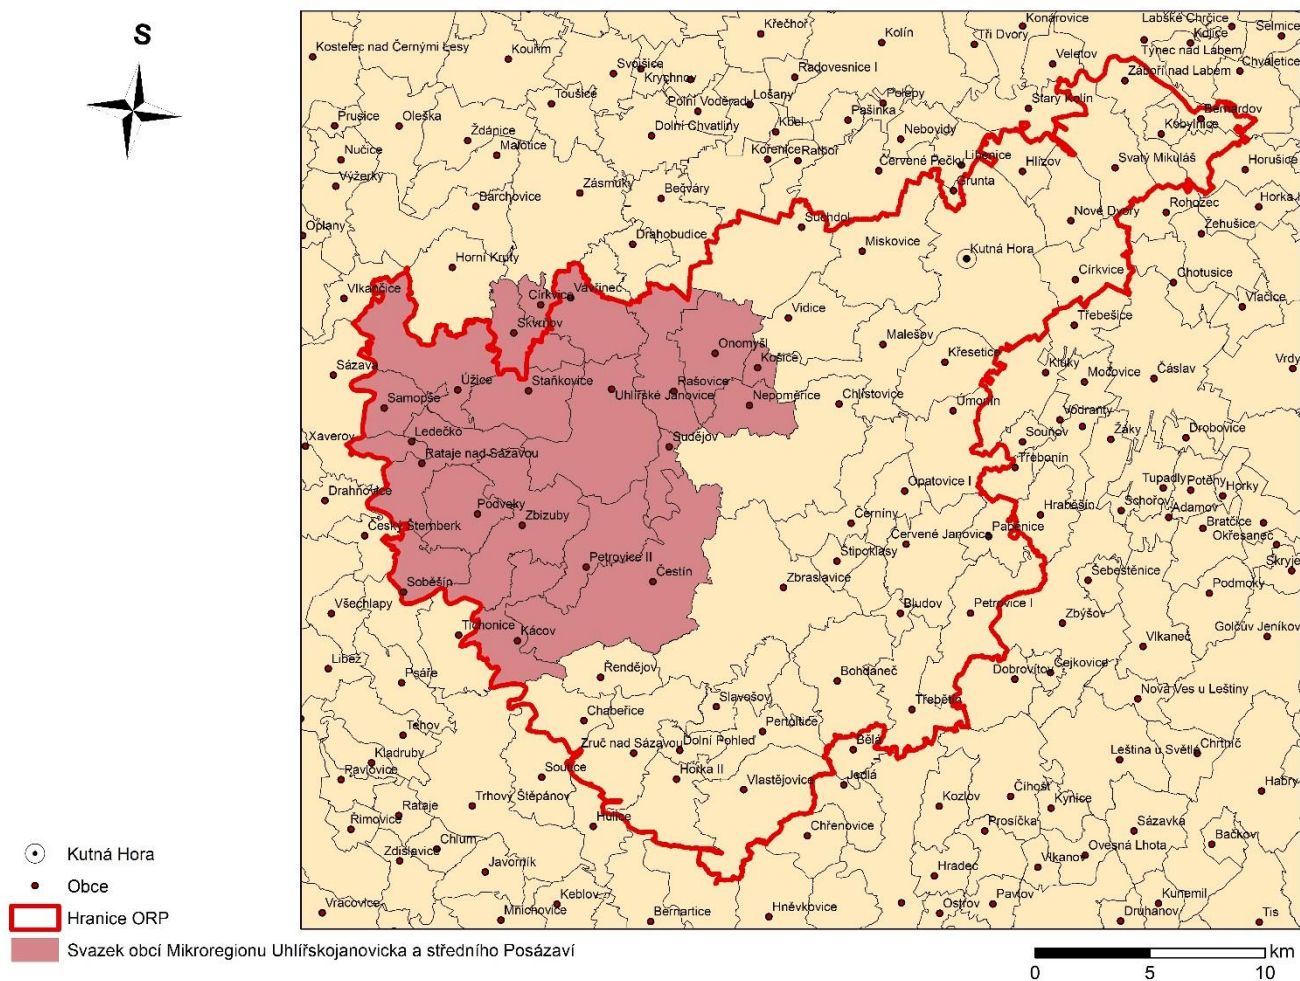 S
Křečhoř
Kolín
Tři Dvory
Konárovice
Labské Chrčice
Selmice
Kojice
Kostelec nad Černými Lesy
Kouřim
Týnec nad Labem
Veletov
Svojšice
Krychnov
Radovesnice I
Záboří nad Labem
Chvaletice
Toušice
Polní Voděrady
Lošany
Polepy
Starý Kolín
Bernardov
Pašinka
Prusice
Oleška
Dolní Chvatliny
Kbel
Nebovidy
Kobylnice
Ždánice
Malotice
Nučice
Kořenice
Ratboř
Červené Pečky
Libenice
Hlízov
Svatý Mikuláš
Horušice
Výžerky
Zásmuky
Bečváry
Grunta
Barchovice
Horka I
Rohozec
Nové Dvory
Suchdol
Žehušice
Oplany
Drahobudice
Miskovice
Kutná Hora
Horní Kruty
Církvice
Chotusice
Vlkančice
Církvice
Vavřinec
Vlačice
Vidice
Třebešice
Skvrňov
Malešov
Onomyšl
Košice
Křesetice
Kluky
Vrdy
Sázava
Močovice
Čáslav
Úžice
Staňkovice
Uhlířské Janovice
Rašovice
Nepoměřice
Chlístovice
Úmonín
Samopše
Vodranty
Ledečko
Souňov
Žáky
Drobovice
Xaverov
Sudějov
Rataje nad Sázavou
Třebonín
Opatovice I
Tupadly
Potěhy
Horky
Drahňovice
Podveky
Zbizuby
Hraběšín
Schořov
Adamov
Černíny
Český Šternberk
Paběnice
Bratčice
Červené Janovice
Okřesaneč
Petrovice II
Čestín
Štipoklasy
Skryje
Soběšín
Zbraslavice
Šebestěnice
Podmoky
Všechlapy
Bludov
Petrovice I
Zbýšov
Tichonice
Kácov
Vlkaneč
Golčův Jeníkov
Libež
Psáře
Řendějov
Bohdaneč
Dobrovítov
Čejkovice
Slavošov
Třebětín
Nová Ves u Leštiny
Chabeřice
Pertoltice
Tehov
Zruč nad Sázavou
Dolní Pohleď
Bělá
Kladruby
Leština u Světlé
Chrtníč
Pavlovice
Soutice
Horka II
Vlastějovice
Jedlá
Habry
Trhový Štěpánov
Kozlov
Číhošť
Rataje
Kynice
Římovice
Hulice
Chřenovice
Prosíčka
Sázavka
Bačkov
Zdislavice
Chlum
Javorník
Hradec
Vlkanov
Ovesná Lhota
Vracovice
Keblov
Mnichovice
Bernartice
Hněvkovice
Ostrov
Pavlov
Kunemil
Druhanov
Tis
Kutná Hora
Obce
Hranice ORP
Svazek obcí Mikroregionu Uhlířskojanovicka a středního Posázaví
km
0 5 10